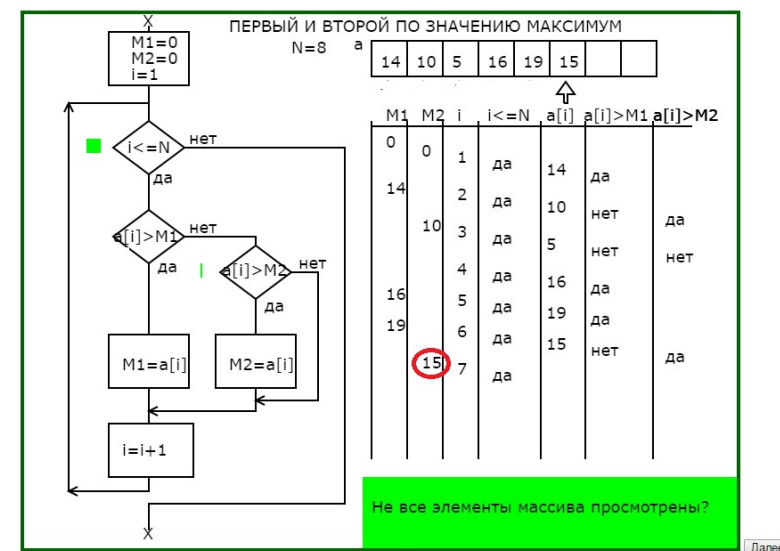 X
ПЕРВЫЙ И ВТОРОЙ ПО ЗНАЧЕНИЮ МАКСИМУМ
M1=0
M2=0
i=1
N=8
a
14 10 5 16 19 15
M1 M2 i i<=N a[i] a[i]>M1 a[i]>M2
0 0 1 да 14 да
14 2 да 10 нет да
10 3 да 5 нет нет
4 да 16 да
16 5 да 19 да
19 6 да 15 нет да
15 7 да
i<=N
нет
да
a[i]>M1
нет
да
a[i]>M2
нет
да
M1=a[i]
M2=a[i]
i=i+1
X
Не все элементы массива просмотрены?
Далее